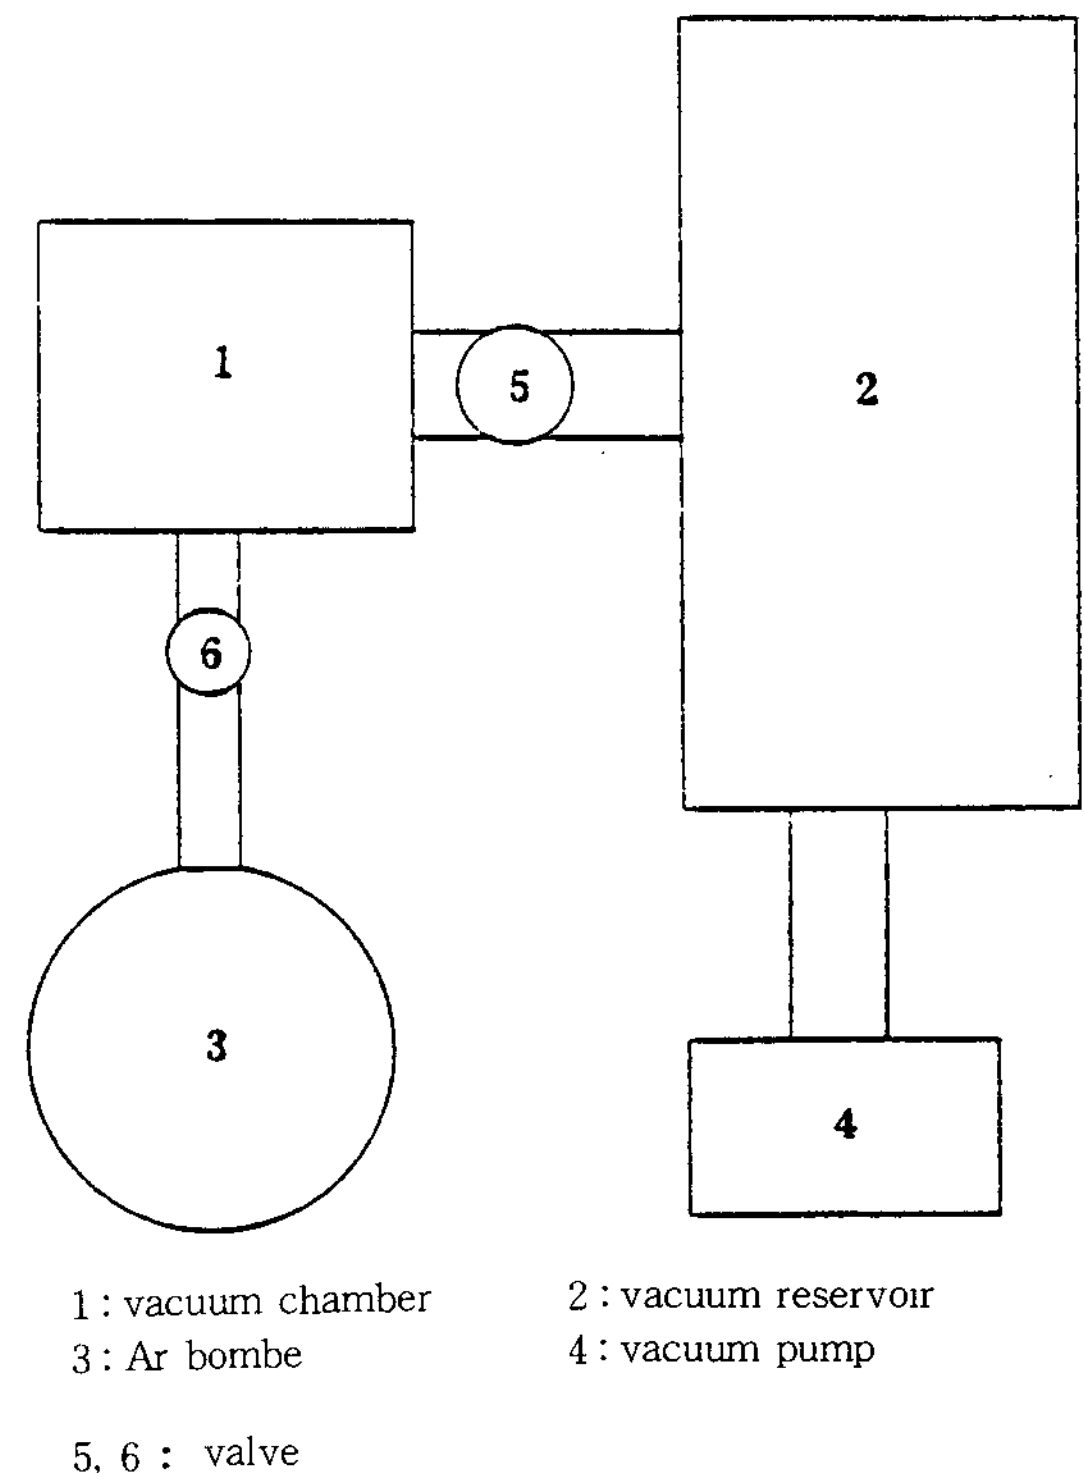 1
5
2
6
3
4
1 : vacuum chamber 2 : vacuum reservoir
3 : Ar bombe 4 : vacuum pump
5, 6 : valve